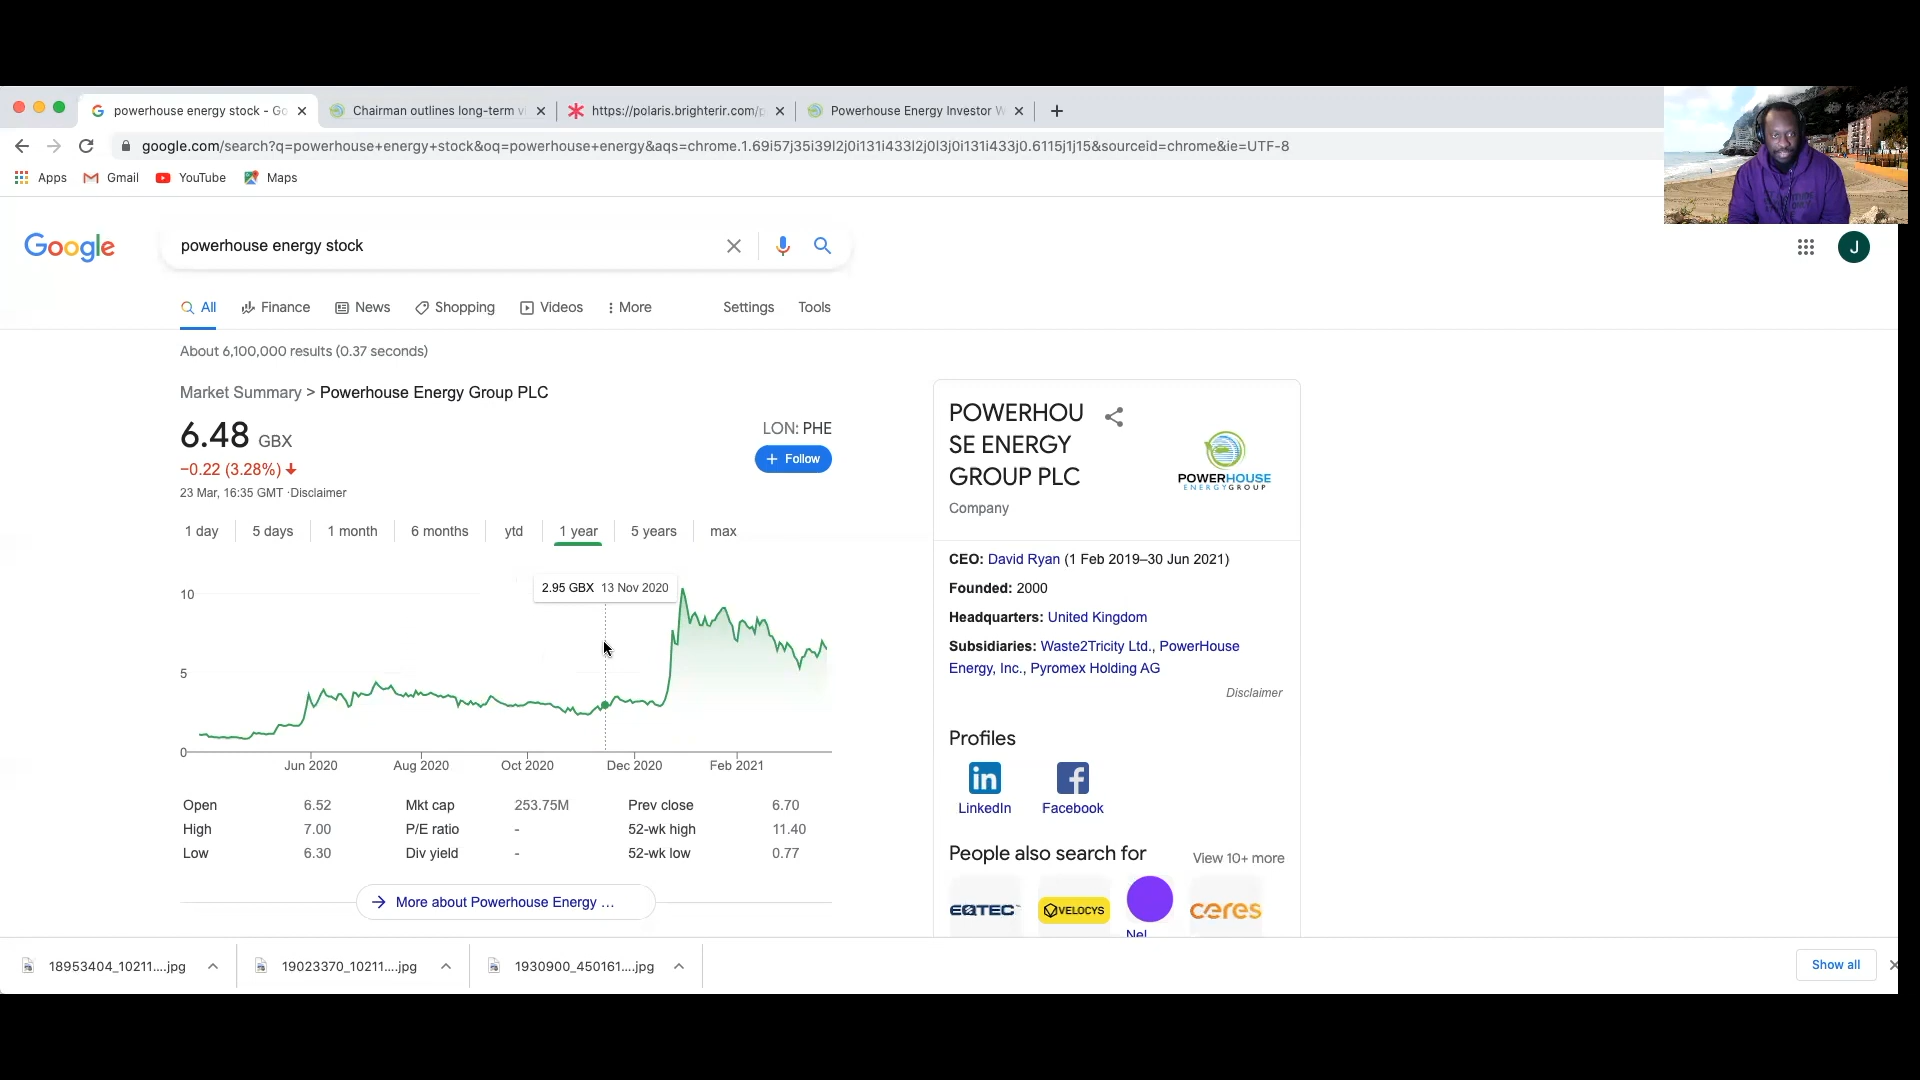 powerhouse energy stock - Go
Chairman outlines long-term vi
https://polaris.brighterir.com/p
Powerhouse Energy Investor W
google.com/search?q=powerhouse+energy+stock&oq=powerhouse+energy&aqs=chrome.1.69i57j35i39l2j0i131i433l2j0l3j0i131i433j0.6115j1j15&sourceid=chrome&ie=UTF-8
Apps
Gmail
YouTube
Maps
Google
powerhouse energy stock
J
All
Finance
News
Shopping
Videos
More
Settings
Tools
About 6,100,000 results (0.37 seconds)
Market Summary > Powerhouse Energy Group PLC
6.48 GBX
LON: PHE
−0.22 (3.28%)
+ Follow
23 Mar, 16:35 GMT ·Disclaimer
1 day
5 days
1 month
6 months
ytd
1 year
5 years
max
2.95 GBX 13 Nov 2020
10
5
0
Jun 2020
Aug 2020
Oct 2020
Dec 2020
Feb 2021
Open 6.52 Mkt cap 253.75M Prev close 6.70
High 7.00 P/E ratio - 52-wk high 11.40
Low 6.30 Div yield - 52-wk low 0.77
More about Powerhouse Energy ...
POWERHOU
SE ENERGY
GROUP PLC
POWERHOUSE
ENERGYGROUP
Company
CEO: David Ryan (1 Feb 2019–30 Jun 2021)
Founded: 2000
Headquarters: United Kingdom
Subsidiaries: Waste2Tricity Ltd., PowerHouse
Energy, Inc., Pyromex Holding AG
Disclaimer
Profiles
in
f
LinkedIn
Facebook
People also search for
View 10+ more
EQTEC
VELOCYS
ceres
Nel
18953404_10211....jpg
19023370_10211....jpg
1930900_450161....jpg
Show all